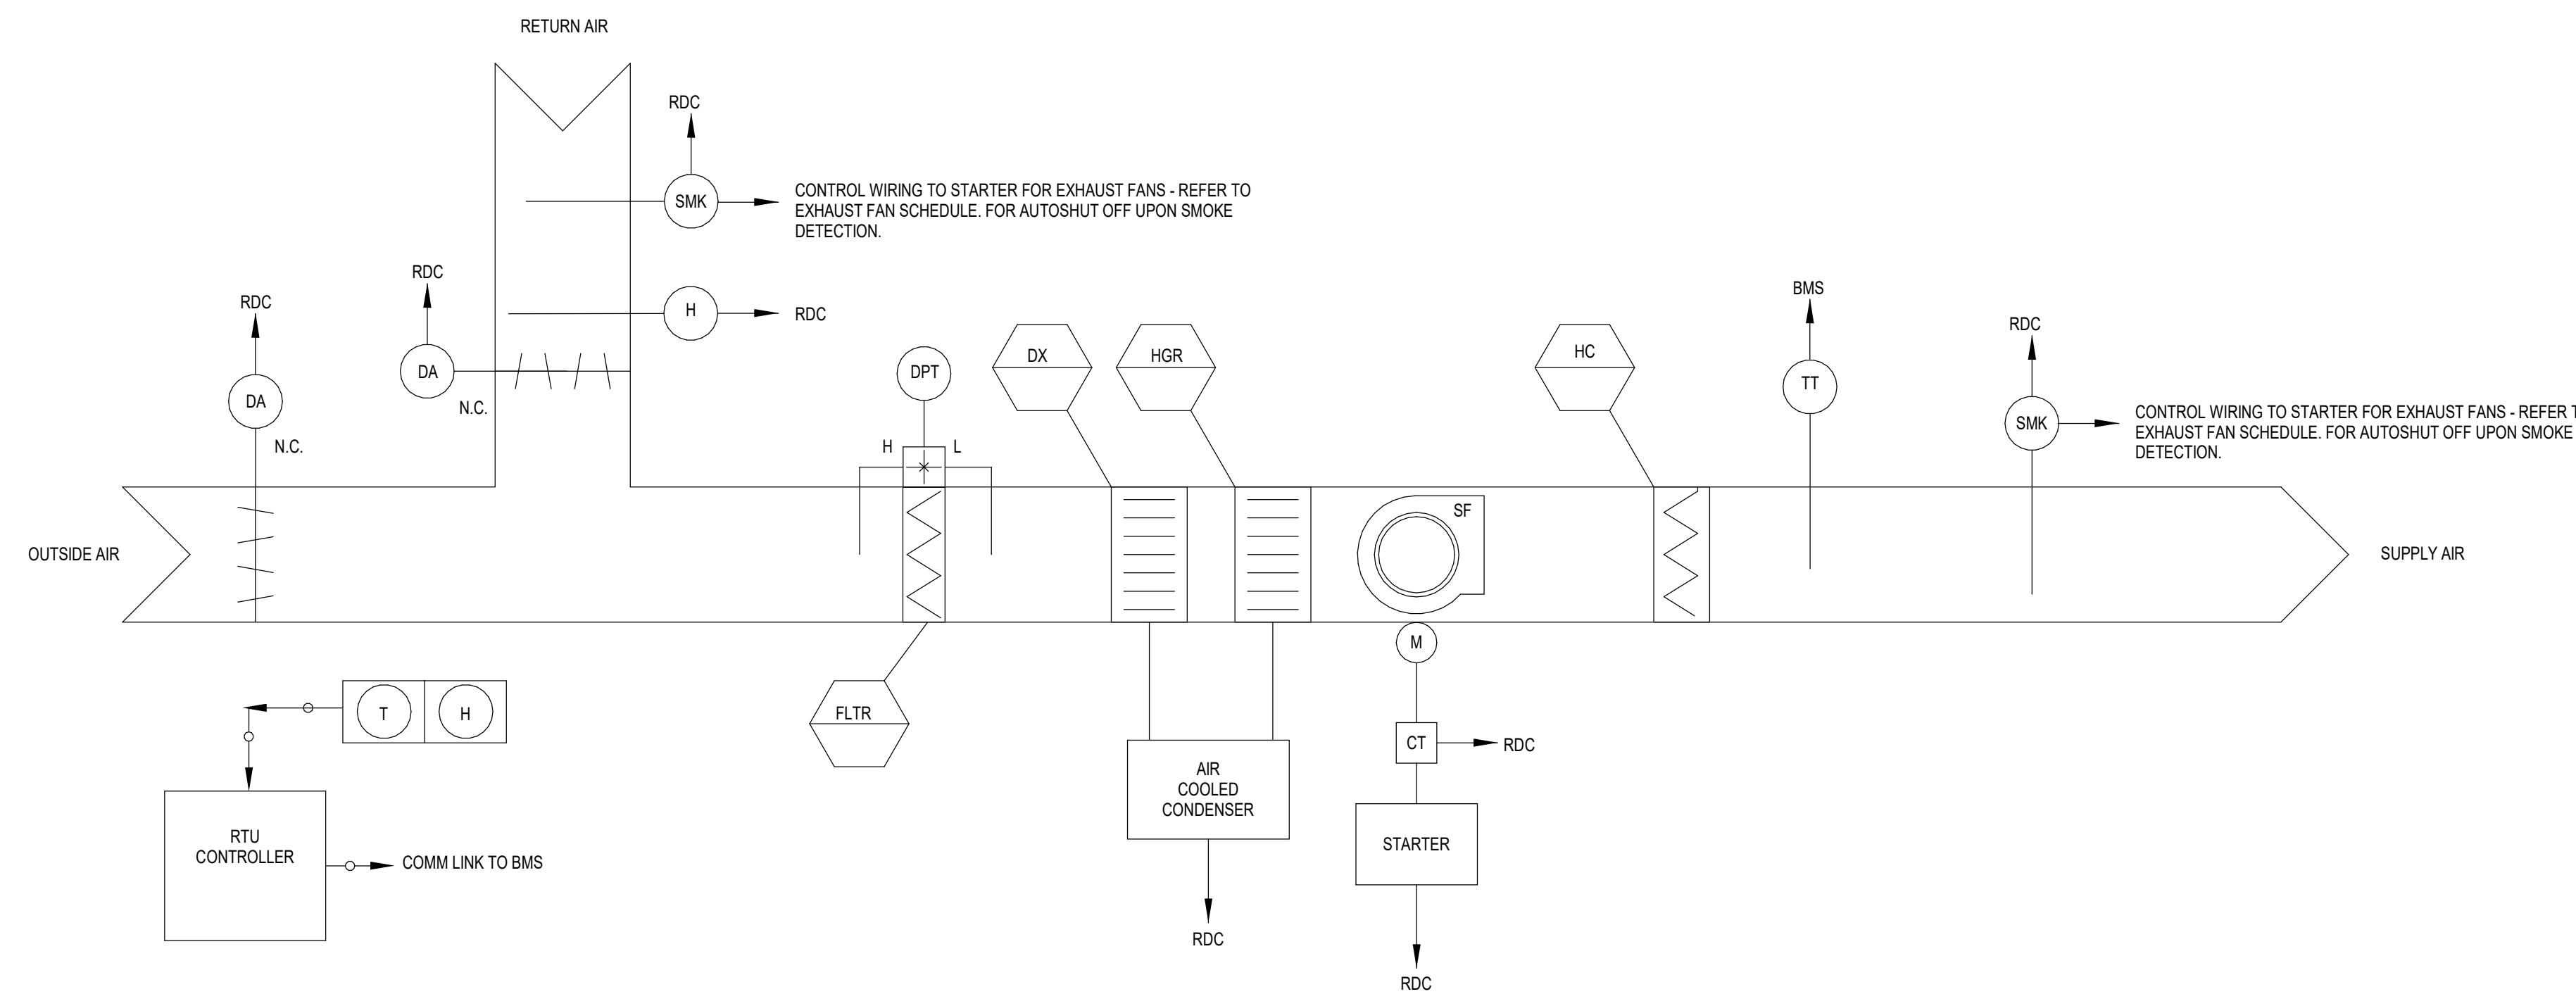 RETURN AIR
RDC
SMK
CONTROL WIRING TO STARTER FOR EXHAUST FANS - REFER TO
EXHAUST FAN SCHEDULE. FOR AUTOSHUT OFF UPON SMOKE
DETECTION.
RDC
RDC
H
RDC
DA
N.C.
DA
N.C.
DPT
H
L
DX
HGR
HC
BMS
TT
RDC
SMK
CONTROL WIRING TO STARTER FOR EXHAUST FANS - REFER
EXHAUST FAN SCHEDULE. FOR AUTOSHUT OFF UPON SMOKE
DETECTION.
OUTSIDE AIR
SF
SUPPLY AIR
M
T
H
FLTR
CT
RDC
AIR
COOLED
CONDENSER
RTU
CONTROLLER
COMM LINK TO BMS
STARTER
RDC
RDC